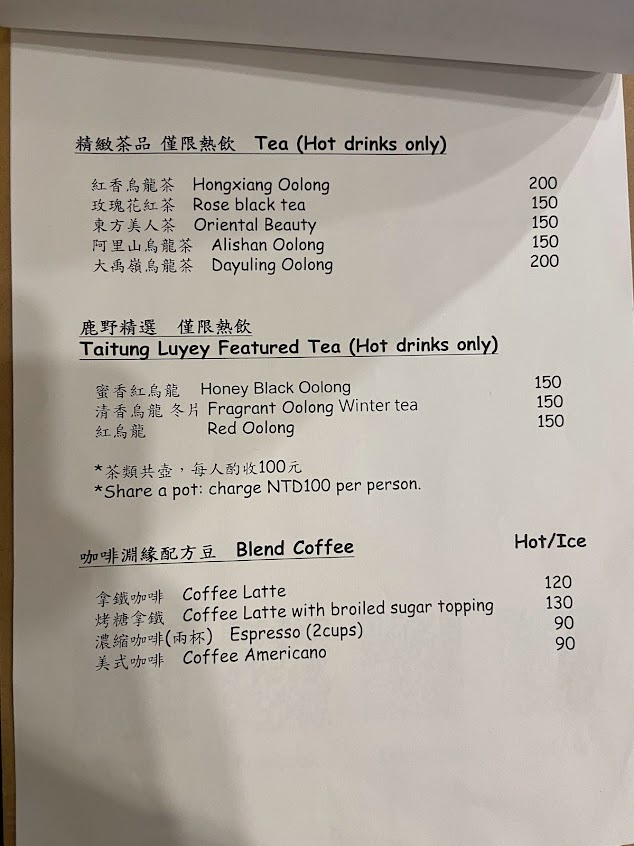 精緻茶品 僅限熱飲 Tea (Hot drinks only)
紅香烏龍茶 Hongxiang Oolong 200
玫瑰花紅茶 Rose black tea 150
東方美人茶 Oriental Beauty 150
阿里山烏龍茶 Alishan Oolong 150
大禹嶺烏龍茶 Dayuling Oolong 200
鹿野精選 僅限熱飲
Taitung Luyey Featured Tea (Hot drinks only)
蜜香紅烏龍 Honey Black Oolong 150
清香烏龍 冬片 Fragrant Oolong Winter tea 150
紅烏龍 Red Oolong 150
*茶類共壺，每人酌收100元
*Share a pot: charge NTD100 per person.
咖啡淵緣配方豆 Blend Coffee Hot/Ice
拿鐵咖啡 Coffee Latte 120
烤糖拿鐵 Coffee Latte with broiled sugar topping 130
濃縮咖啡(兩杯) Espresso (2cups) 90
美式咖啡 Coffee Americano 90